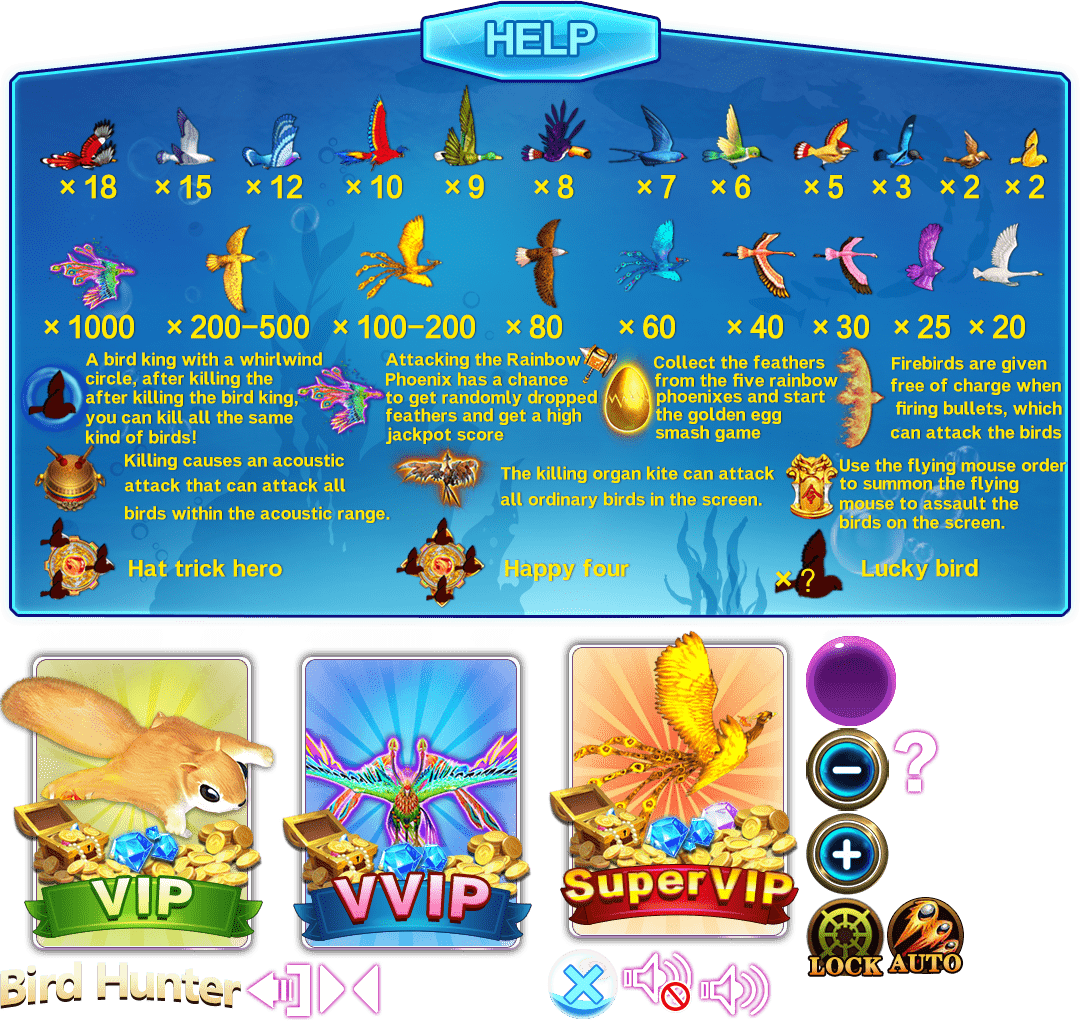 HELP
×18 ×15 ×12 ×10 ×9 ×8 ×7 ×6 ×5 ×3 ×2 ×2
×1000 ×200-500 ×100-200 ×80 ×60 ×40 ×30 ×25 ×20
A bird king with a whirlwind
circle, after killing the
after killing the bird king,
you can kill all the same
kind of birds!
Attacking the Rainbow
Phoenix has a chance
to get randomly dropped
feathers and get a high
jackpot score
Collect the feathers
from the five rainbow
phoenixes and start
the golden egg
smash game
Firebirds are given
free of charge when
firing bullets, which
can attack the birds
Killing causes an acoustic
attack that can attack all
birds within the acoustic range.
The killing organ kite can attack
all ordinary birds in the screen.
Use the flying mouse order
to summon the flying
mouse to assault the
birds on the screen.
Hat trick hero
Happy four
×?
Lucky bird
VIP
VVIP
SuperVIP
?
LOCK AUTO
Bird Hunter